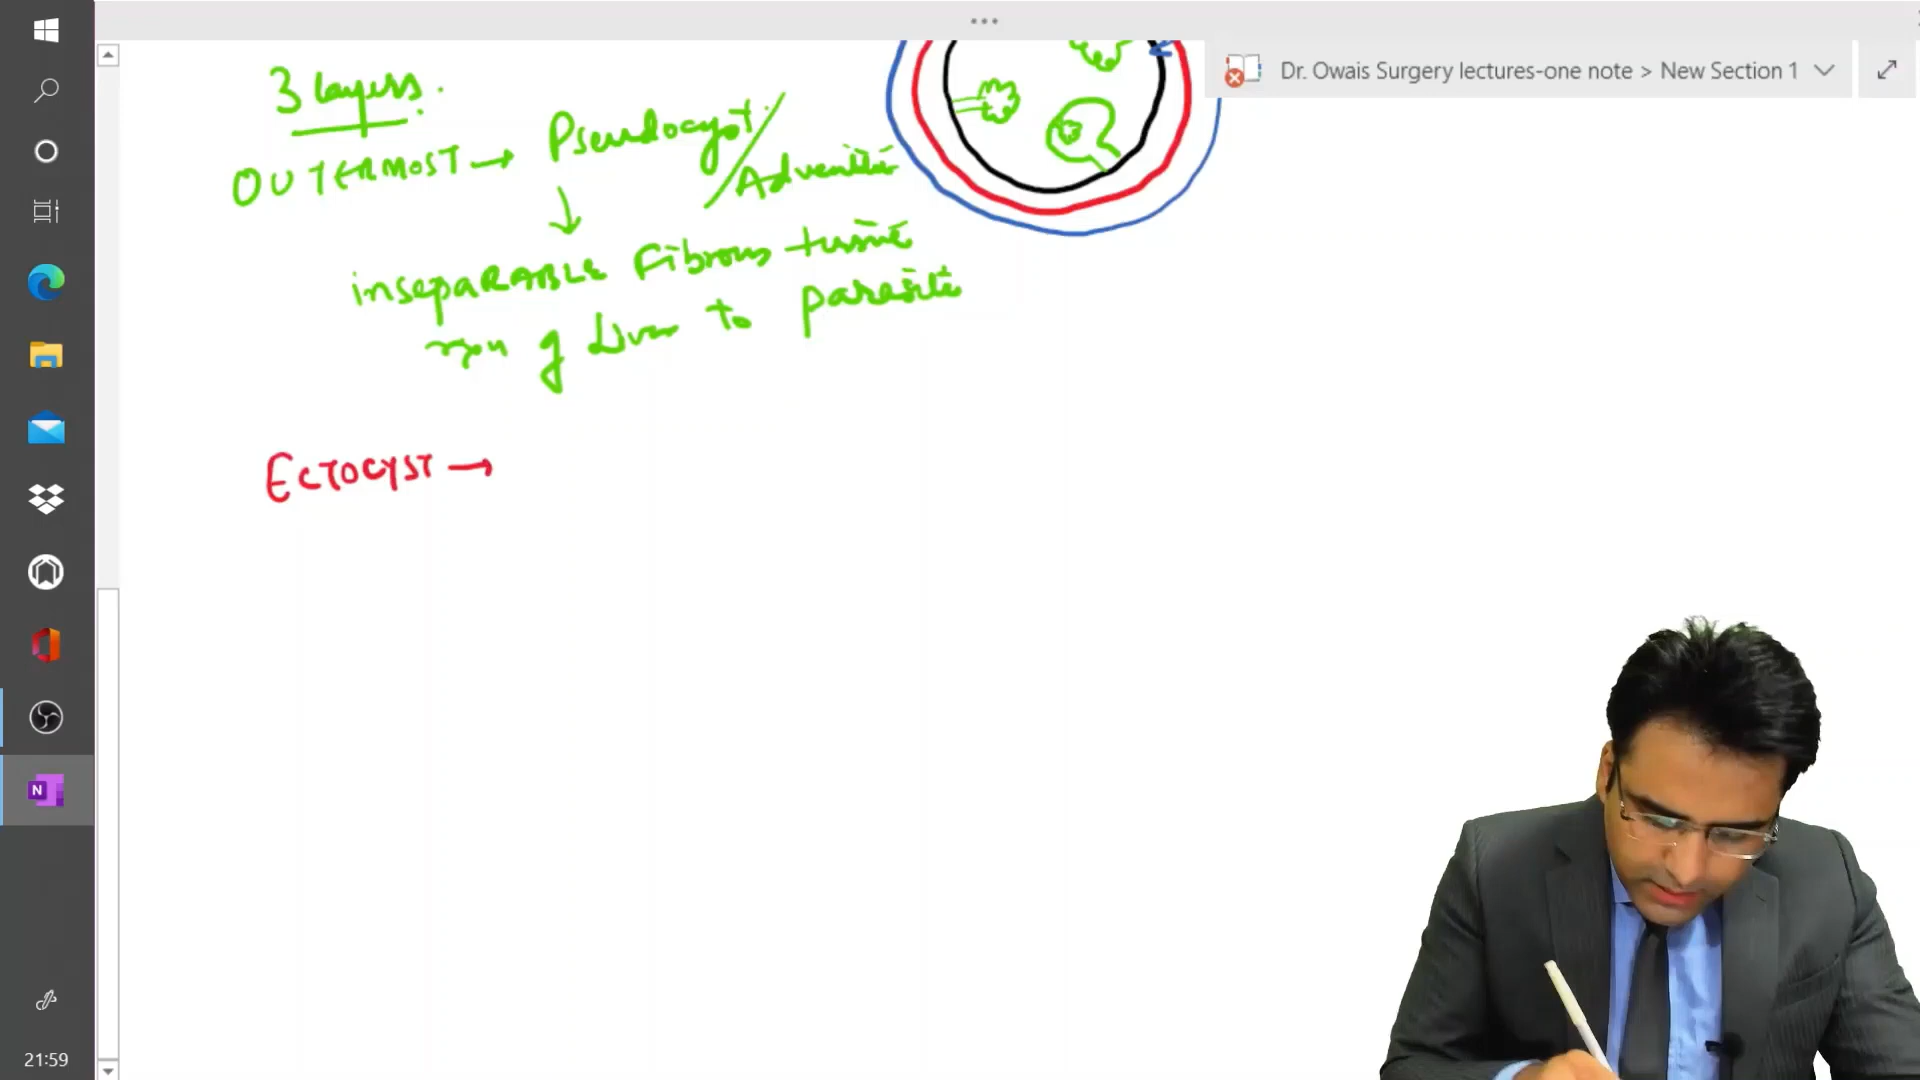 Dr. Owais Surgery lectures-one note > New Section 1
3 layers.
OUTERMOST → Pseudocyst /
Adventitia
↓
insepARABLE Fibrous tissue
rxn of Liver to parasite
ECTOCYST →
N
21:59